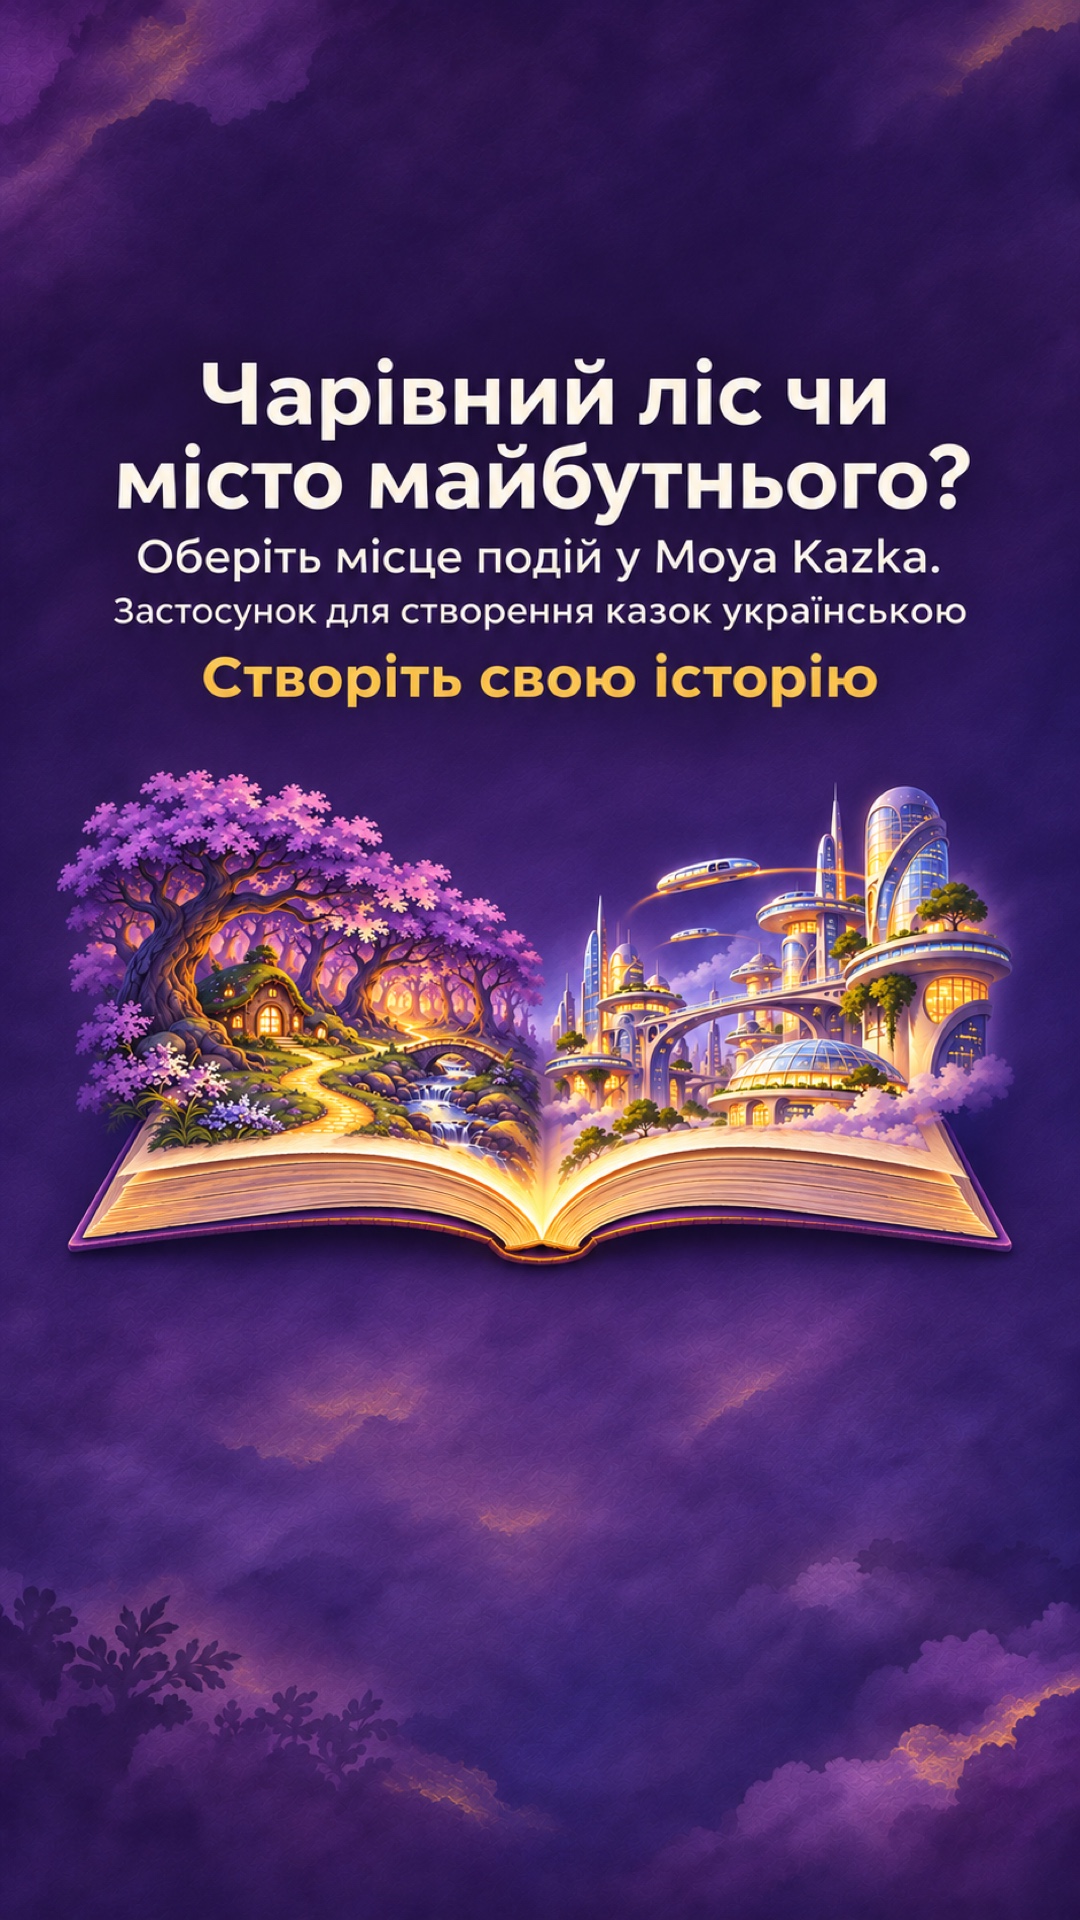 Чарівний ліс чи
місто майбутнього?
Оберіть місце подій у Moya Kazka.
Застосунок для створення казок українською
Створіть свою історію